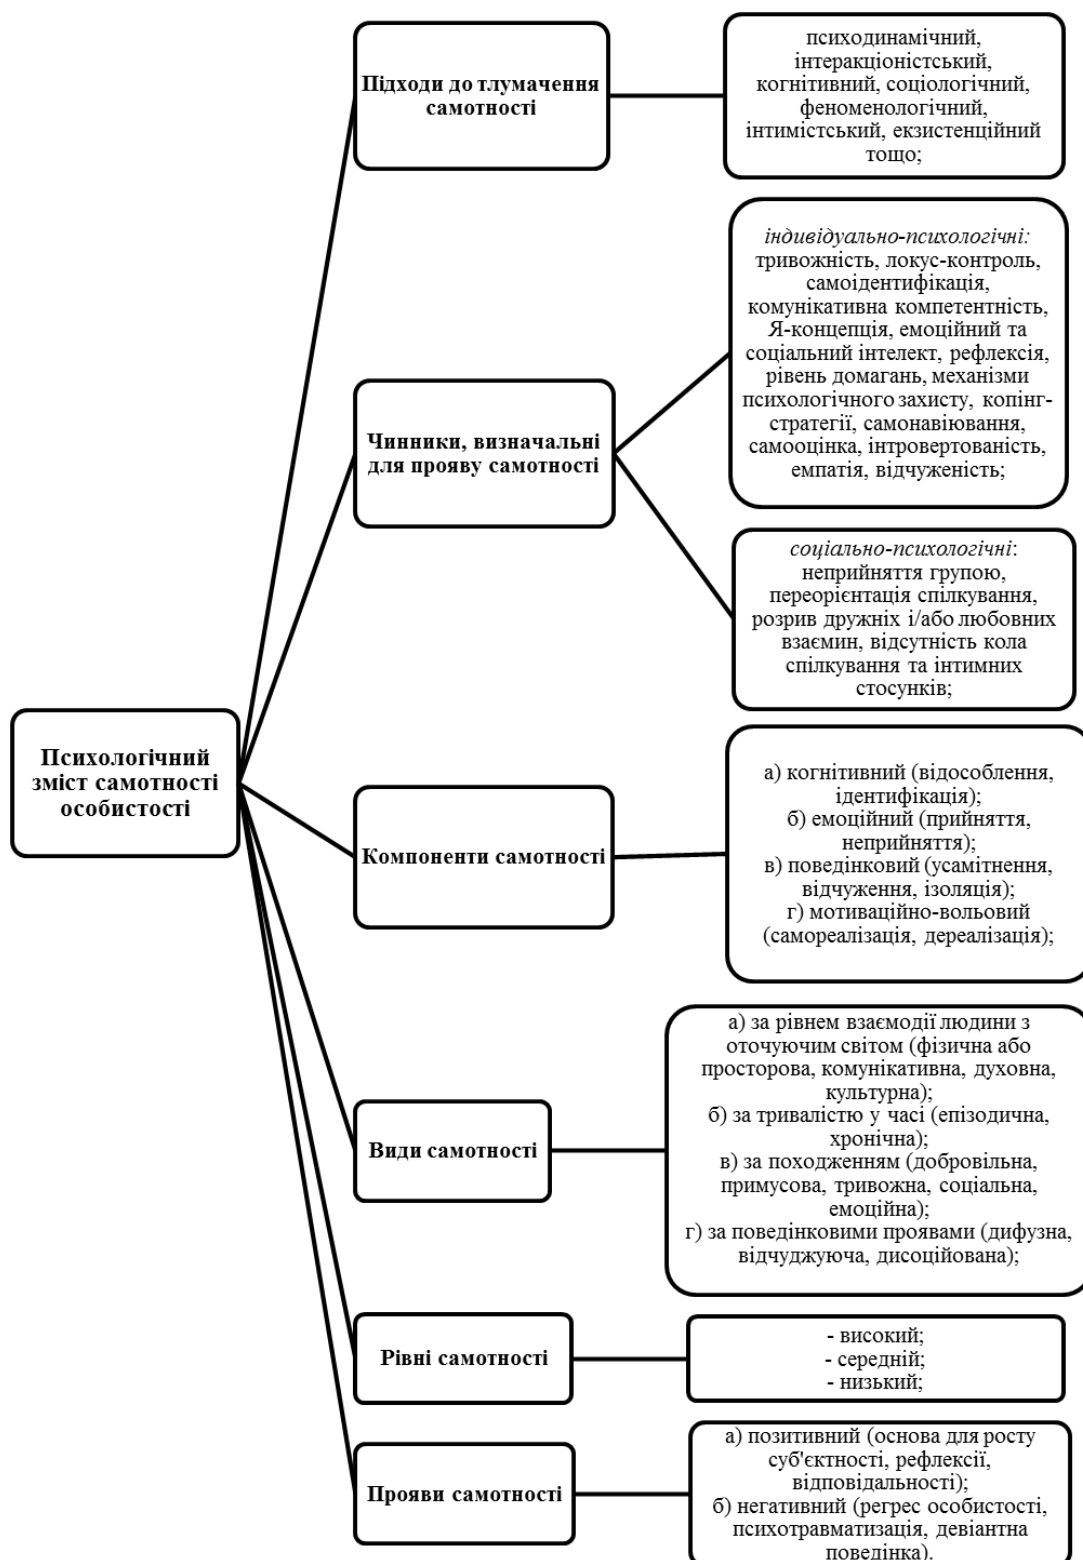 Психологічний
зміст самотності
особистості
Підходи до тлумачення
самотності
психодинамічний,
інтеракціоністський,
когнітивний, соціологічний,
феноменологічний,
інтимістський, екзистенційний
тощо;
Чинники, визначальні
для прояву самотності
індивідуально-психологічні:
тривожність, локус-контроль,
самоідентифікація,
комунікативна компетентність,
Я-концепція, емоційний та
соціальний інтелект, рефлексія,
рівень домагань, механізми
психологічного захисту, копінг-
стратегії, самонавіювання,
самооцінка, інтровертованість,
емпатія, відчуженість;
соціально-психологічні:
неприйняття групою,
переорієнтація спілкування,
розрив дружніх і/або любовних
взаємин, відсутність кола
спілкування та інтимних
стосунків;
Компоненти самотності
а) когнітивний (відособлення,
ідентифікація);
б) емоційний (прийняття,
неприйняття);
в) поведінковий (усамітнення,
відчуження, ізоляція);
г) мотиваційно-вольовий
(самореалізація, дереалізація);
Види самотності
а) за рівнем взаємодії людини з
оточуючим світом (фізична або
просторова, комунікативна, духовна,
культурна);
б) за тривалістю у часі (епізодична,
хронічна);
в) за походженням (добровільна,
примусова, тривожна, соціальна,
емоційна);
г) за поведінковими проявами (дифузна,
відчуджуюча, дисоційована);
Рівні самотності
- високий;
- середній;
- низький;
Прояви самотності
а) позитивний (основа для росту
суб'єктності, рефлексії,
відповідальності);
б) негативний (регрес особистості,
психотравматизація, девіантна
поведінка).